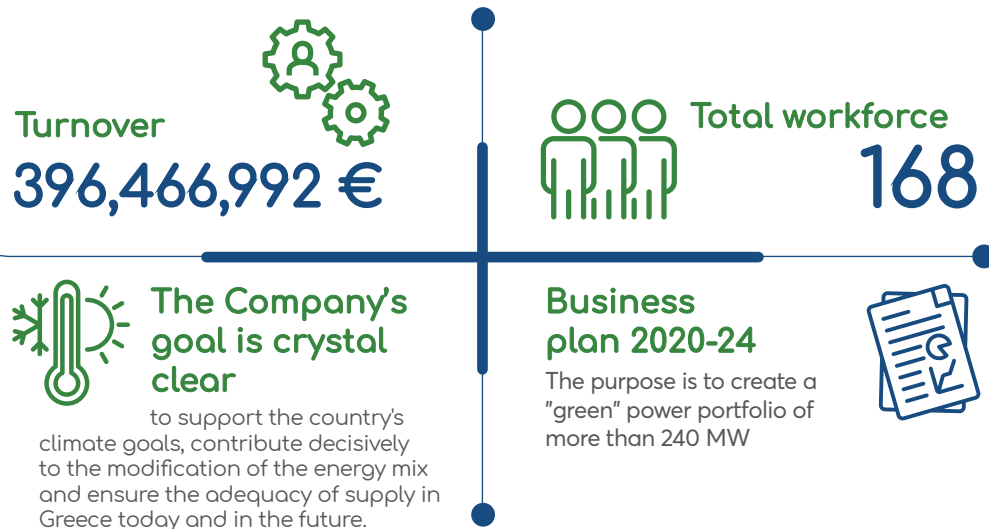 Turnover
396,466,992 €
Total workforce
168
The Company's
goal is crystal
clear
to support the country's
climate goals, contribute decisively
to the modification of the energy mix
and ensure the adequacy of supply in
Greece today and in the future.
Business
plan 2020-24
The purpose is to create a
"green" power portfolio of
more than 240 MW